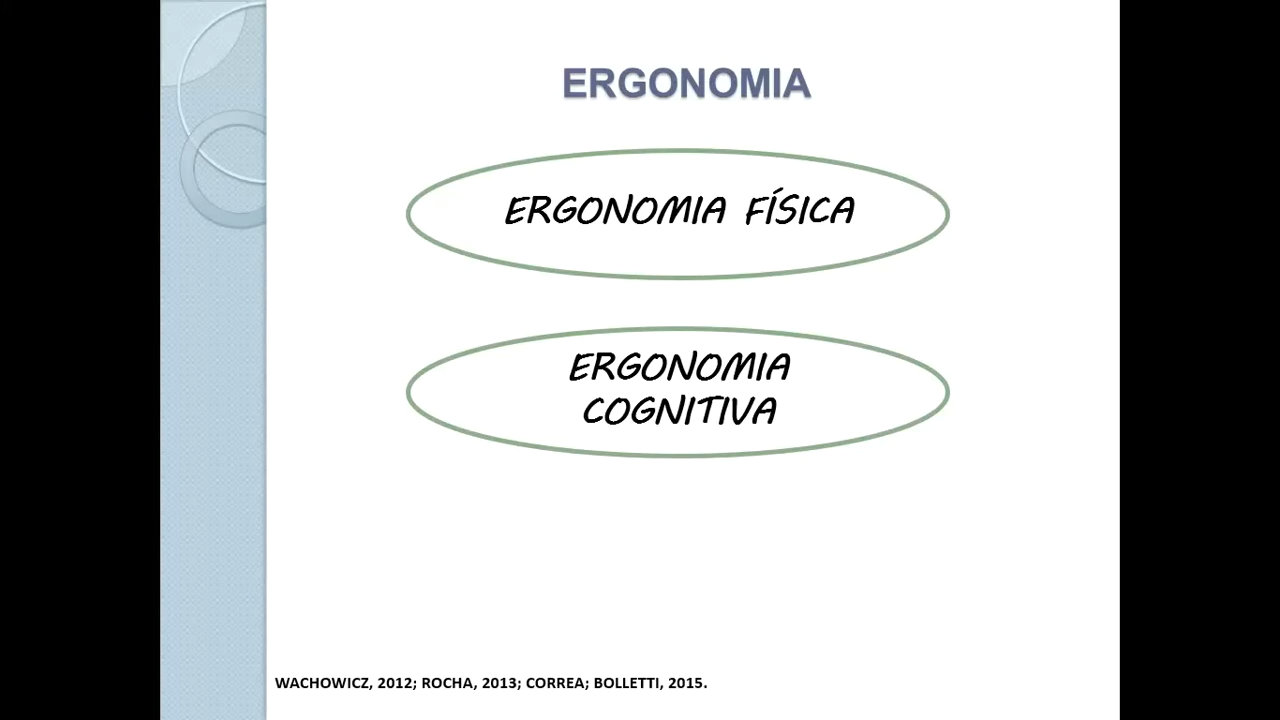 ERGONOMIA
ERGONOMIA FÍSICA
ERGONOMIA
COGNITIVA
WACHOWICZ, 2012; ROCHA, 2013; CORREA; BOLLETTI, 2015.